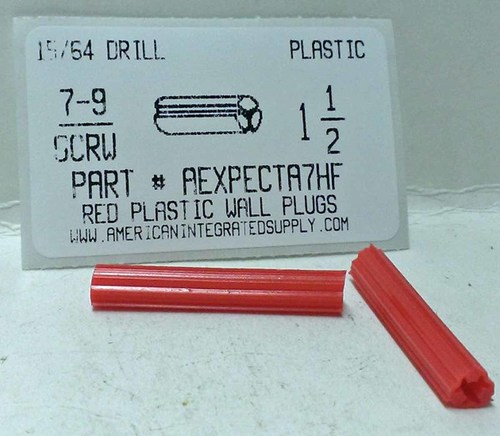 15/64 DRILL PLASTIC
7-9
SCRW
1 1/2
PART # AEXPECTA7HF
RED PLASTIC WALL PLUGS
WWW.AMERICANINTEGRATEDSUPPLY.COM